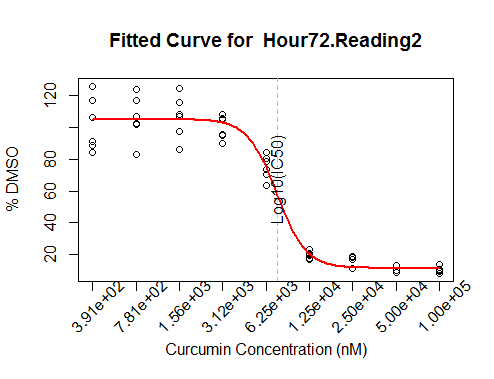 Fitted Curve for  Hour72.Reading2
% DMSO
120
80
60
40
20
Log10(IC50)
3.91e+02
7.81e+02
1.56e+03
3.12e+03
6.25e+03
1.25e+04
2.50e+04
5.00e+04
1.00e+05
Curcumin Concentration (nM)